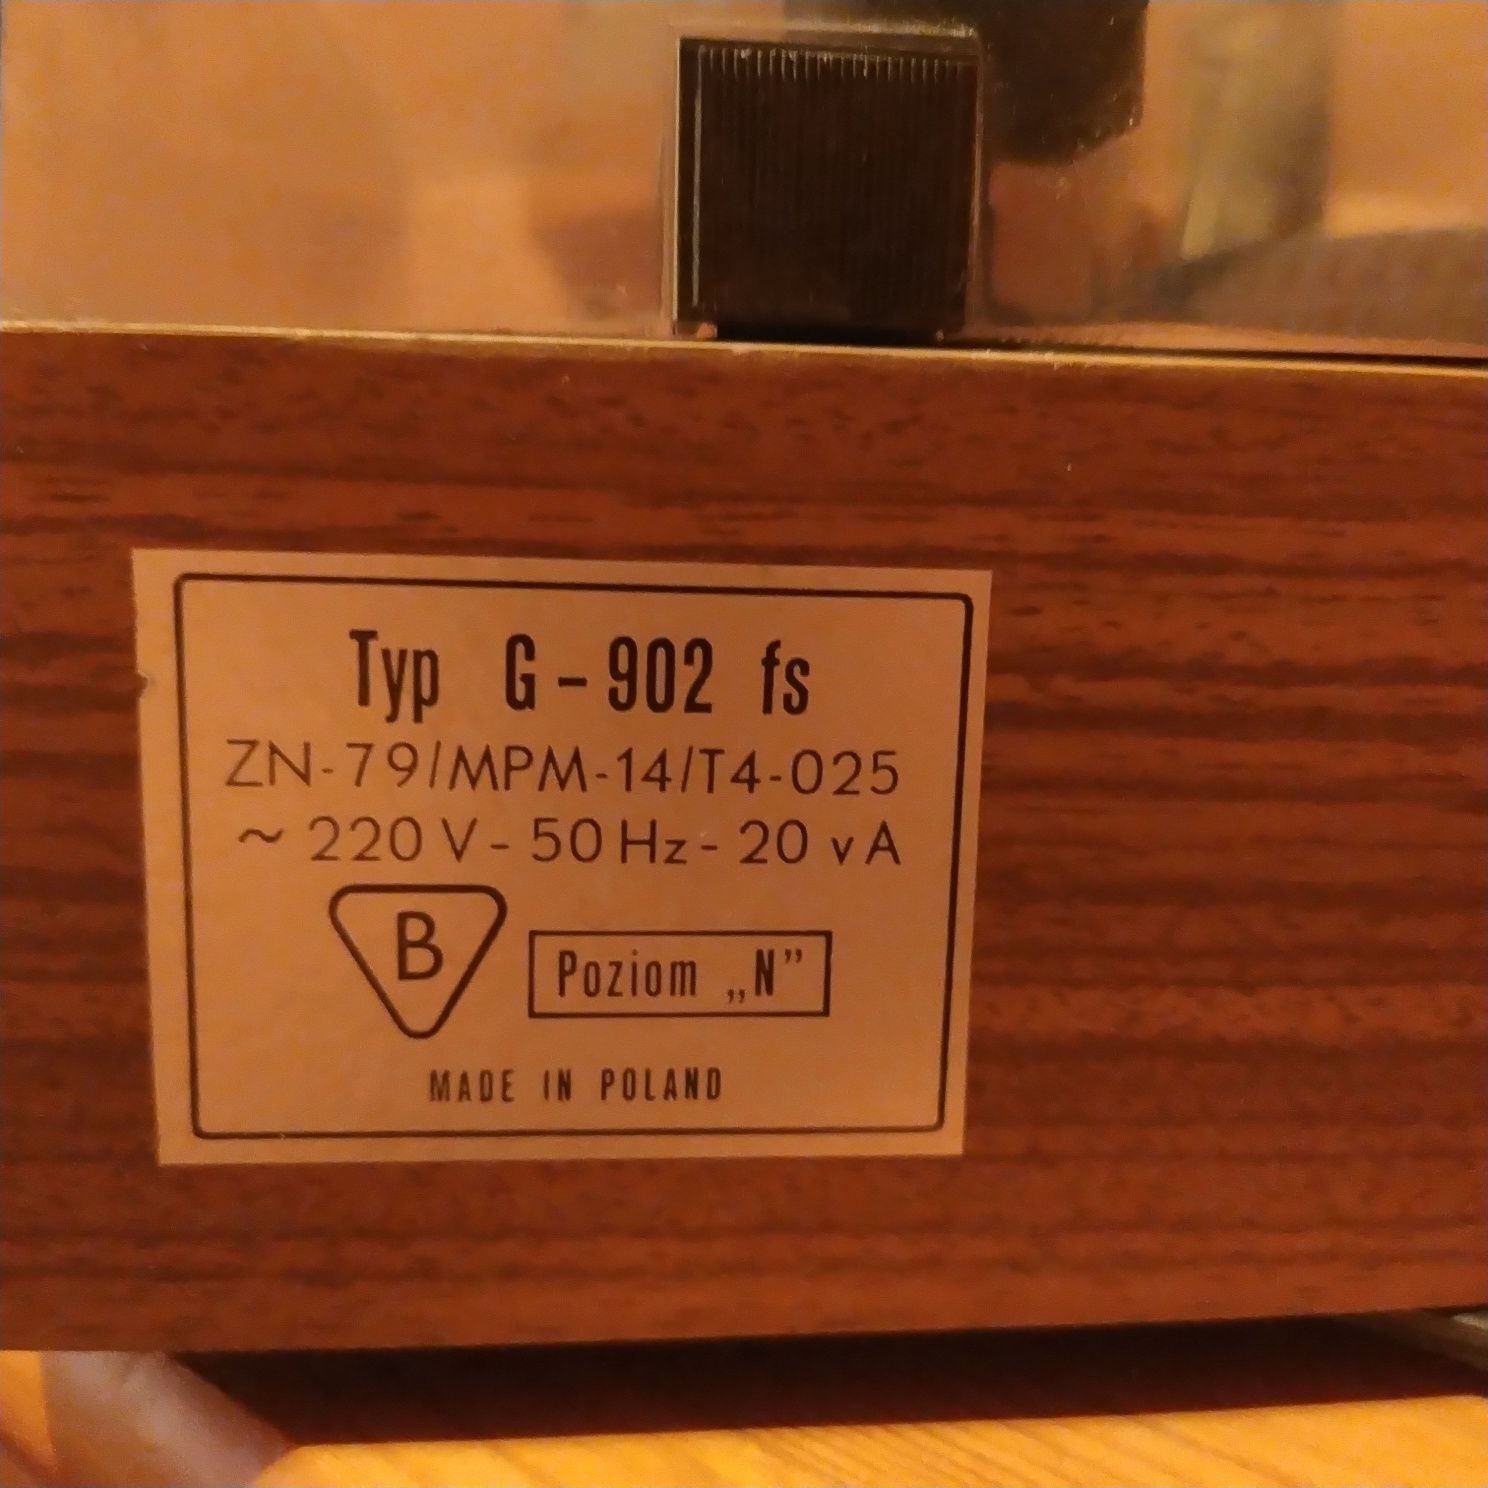 Typ G-902 fs
ZN-79/MPM-14/T4-025
~ 220 V - 50 Hz - 20 vA
B
Poziom „N”
MADE IN POLAND